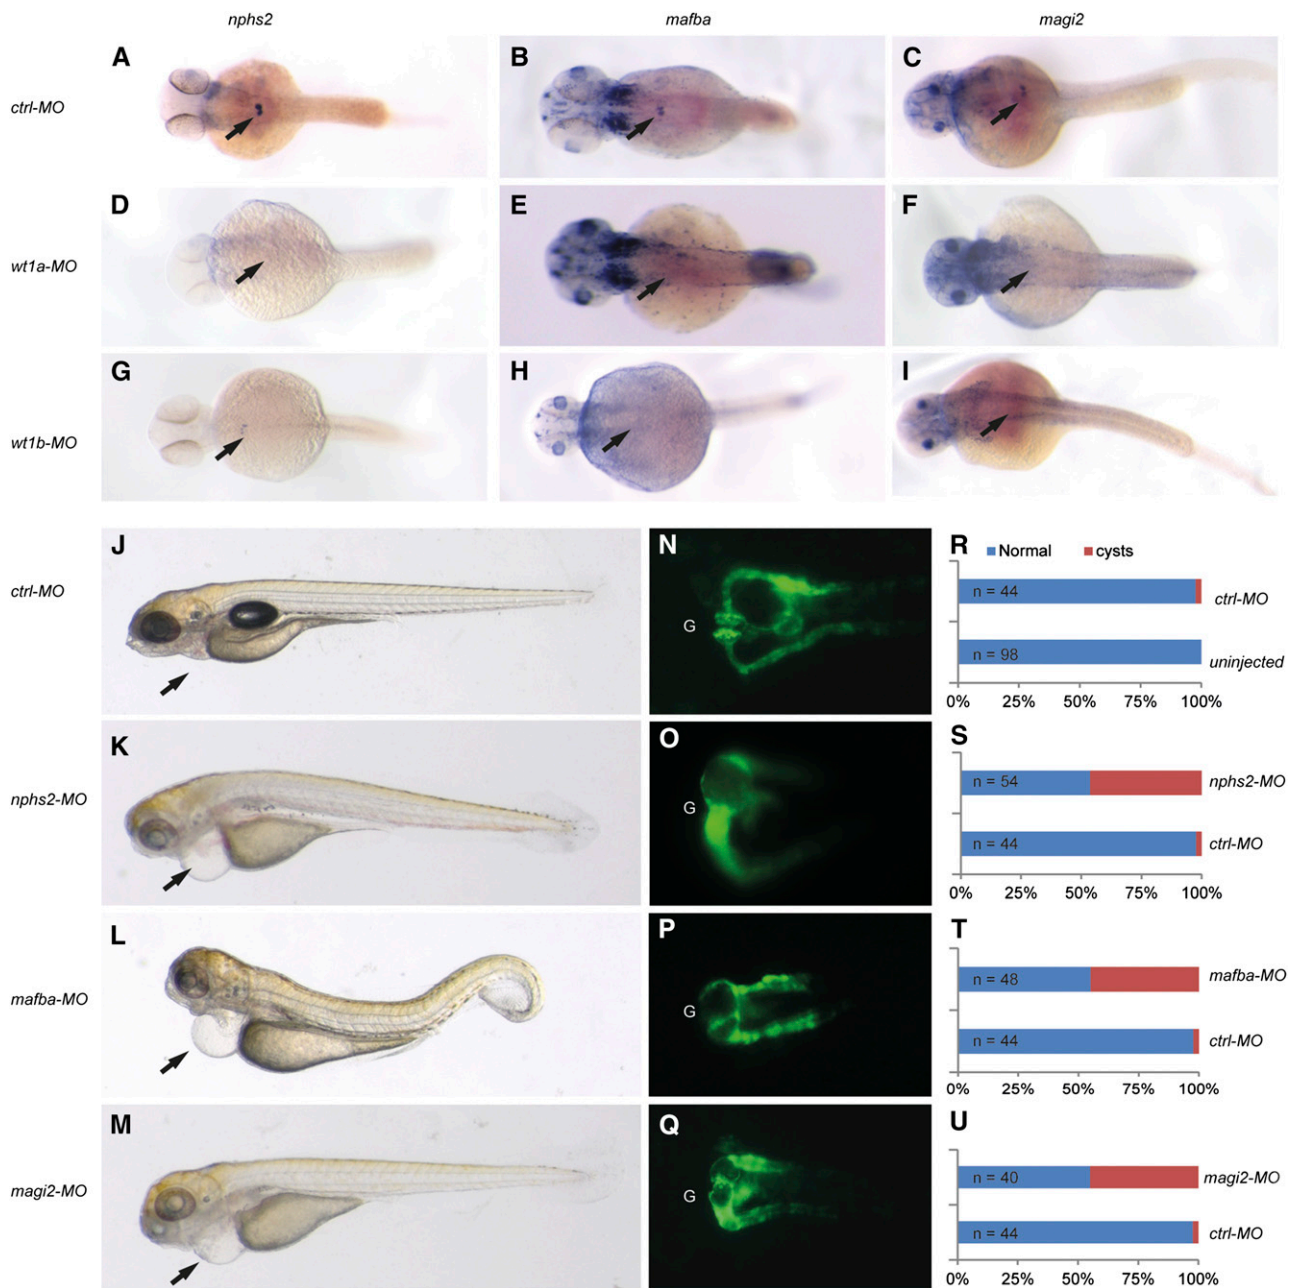 nphs2 mafba magi2
A B C
ctrl-MO
D E F
wt1a-MO
G H I
wt1b-MO
J N R Normal cysts
ctrl-MO G n = 44 ctrl-MO
n = 98 uninjected
0% 25% 50% 75% 100%
K O S
nphs2-MO G n = 54 nphs2-MO
n = 44 ctrl-MO
0% 25% 50% 75% 100%
L P T
mafba-MO G n = 48 mafba-MO
n = 44 ctrl-MO
0% 25% 50% 75% 100%
M Q U
magi2-MO G n = 40 magi2-MO
n = 44 ctrl-MO
0% 25% 50% 75% 100%